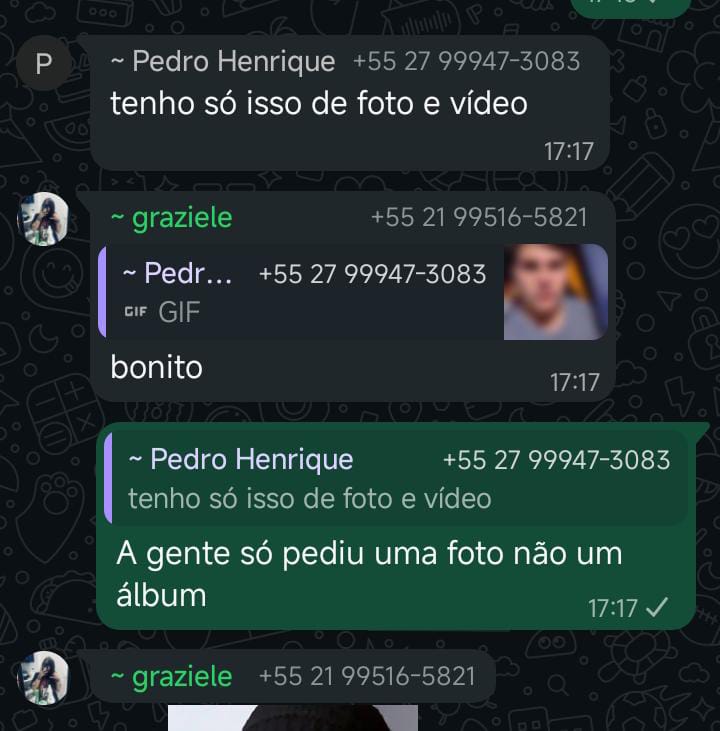 P
~ Pedro Henrique +55 27 99947-3083
tenho só isso de foto e vídeo
17:17
~ graziele +55 21 99516-5821
~ Pedr... +55 27 99947-3083
GIF GIF
bonito
17:17
~ Pedro Henrique +55 27 99947-3083
tenho só isso de foto e vídeo
A gente só pediu uma foto não um
álbum
17:17
~ graziele +55 21 99516-5821